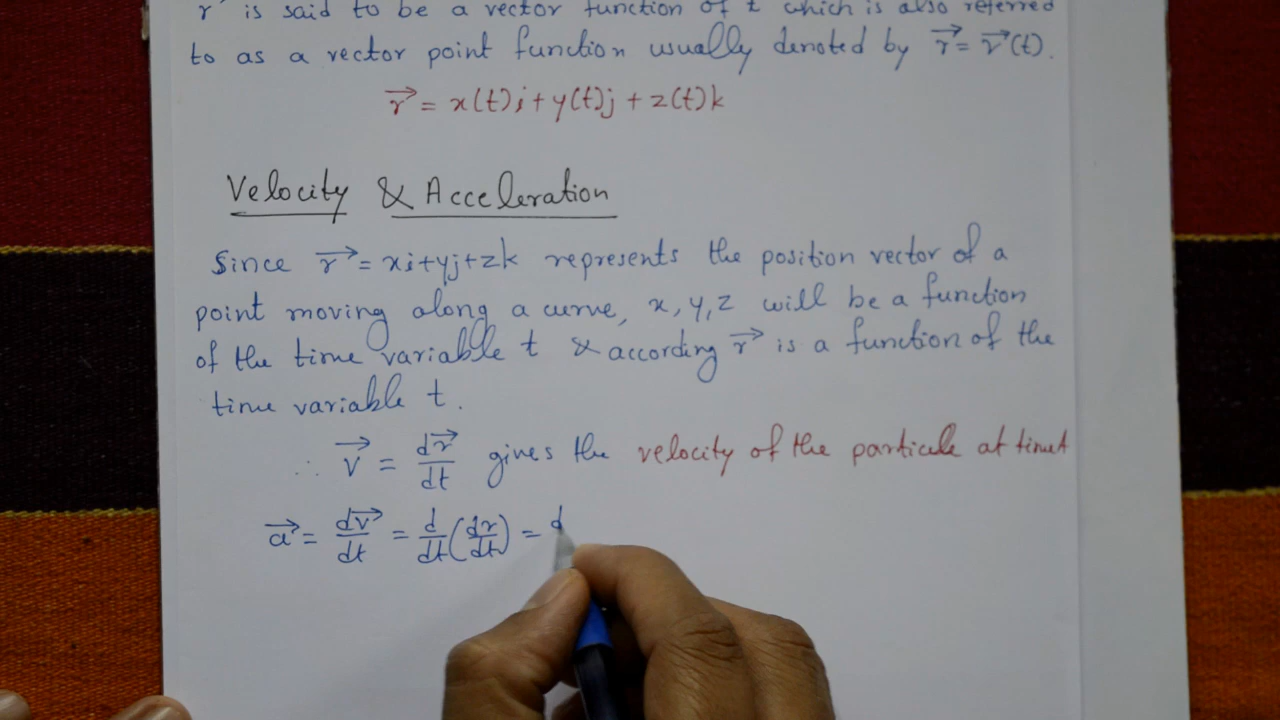 r is said to be a vector function of t which is also referred
to as a vector point function usually denoted by r⃗ = r⃗(t).
r⃗ = x(t)i + y(t)j + z(t)k
Velocity & Acceleration
Since r⃗ = xi+yj+zk represents the position vector of a
point moving along a curve, x, y, z will be a function
of the time variable t & according r⃗ is a function of the
time variable t.
∴ v⃗ = dr⃗/dt gives the velocity of the particule at time t
a⃗ = dv⃗/dt = d/dt(dr/dt) = d